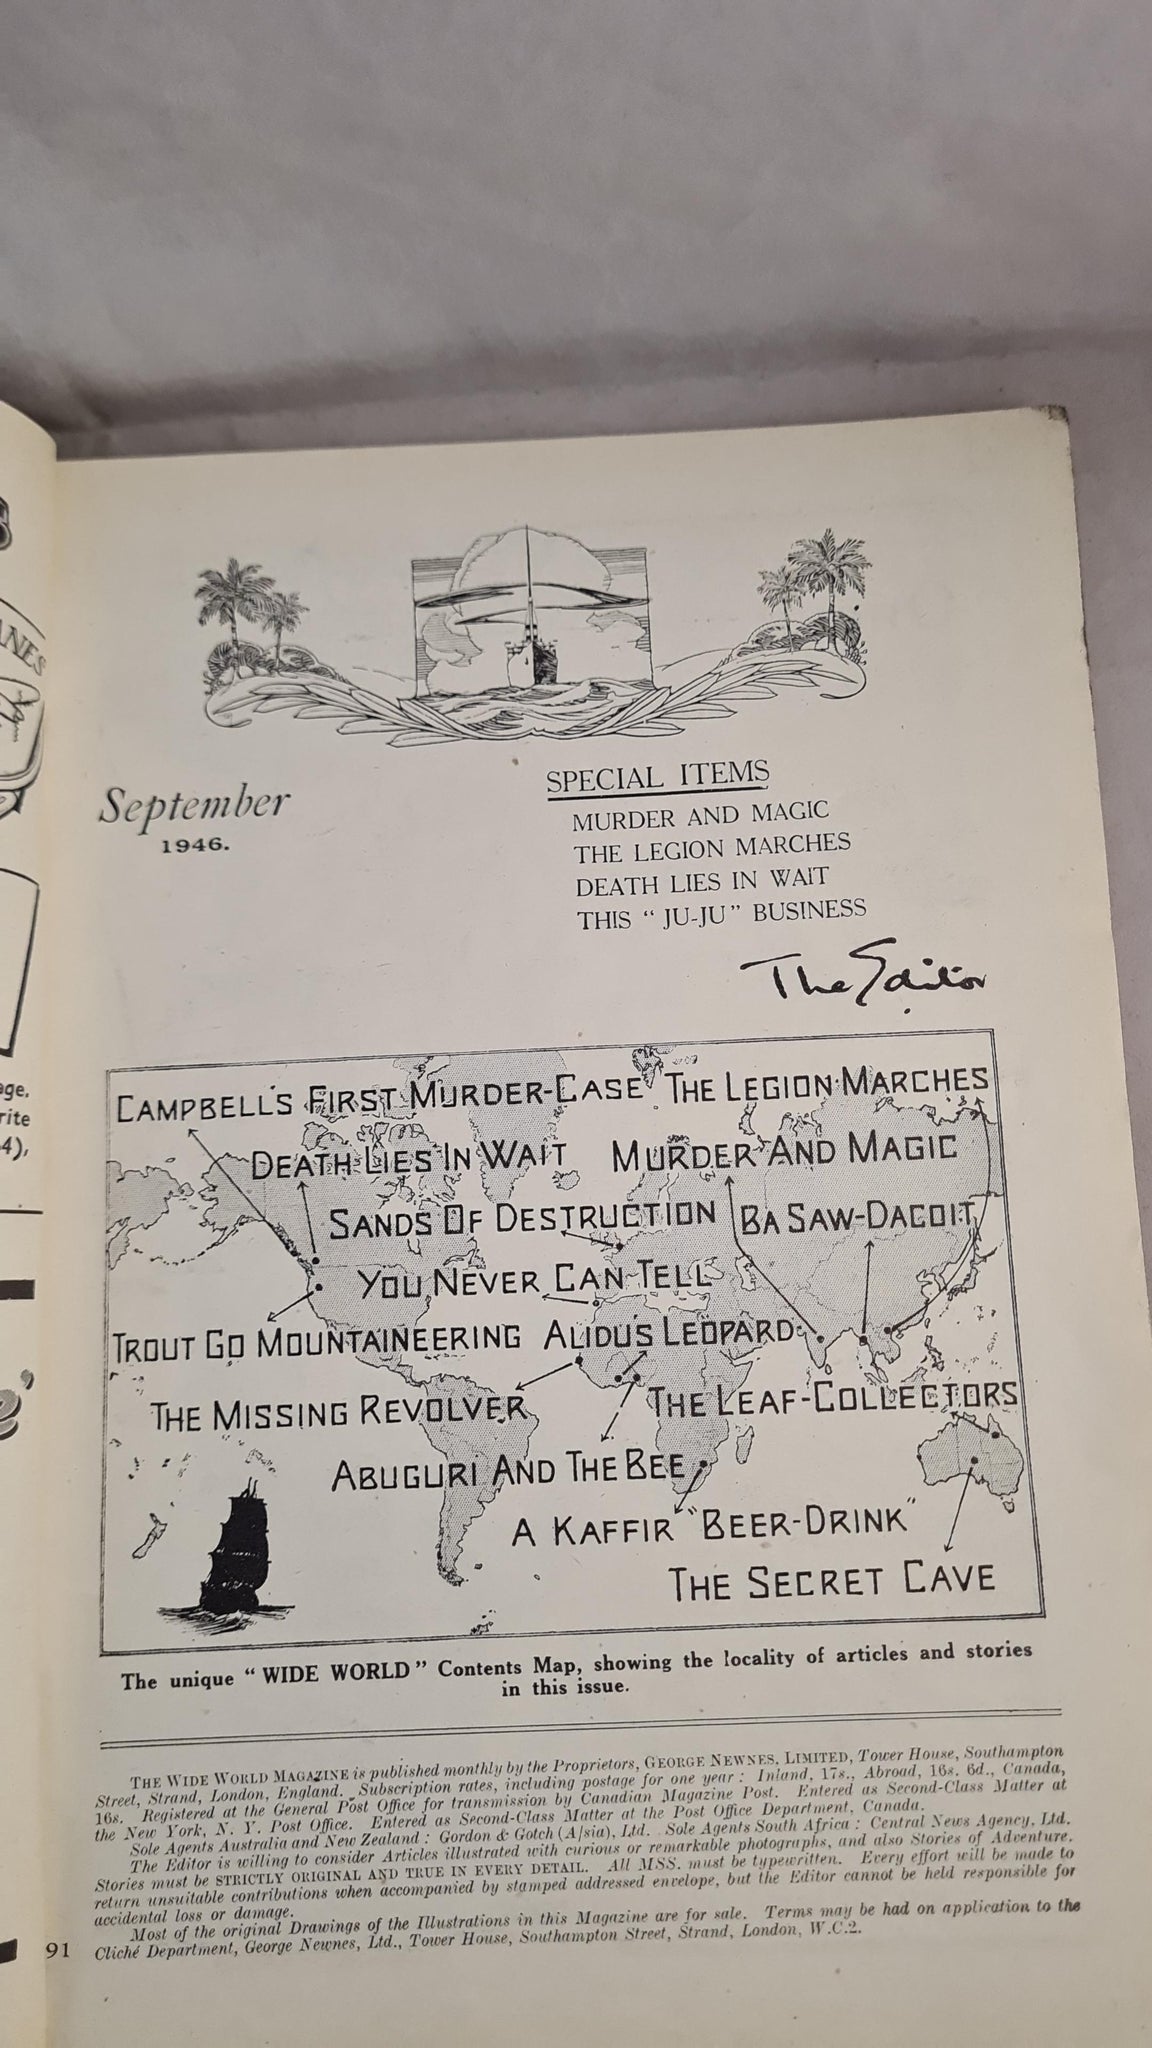 September
1946.
SPECIAL ITEMS
MURDER AND MAGIC
THE LEGION MARCHES
DEATH LIES IN WAIT
THIS “ JU-JU ” BUSINESS
The Editor
CAMPBELL'S FIRST MURDER-CASE
THE LEGION MARCHES
DEATH LIES IN WAIT
MURDER AND MAGIC
SANDS OF DESTRUCTION
BA SAW-DACOIT
YOU NEVER CAN TELL
TROUT GO MOUNTAINEERING
ALIDU'S LEOPARD
THE MISSING REVOLVER
THE LEAF-COLLECTORS
ABUGURI AND THE BEE
A KAFFIR "BEER-DRINK"
THE SECRET CAVE
The unique “ WIDE WORLD ” Contents Map, showing the locality of articles and stories
in this issue.
THE WIDE WORLD MAGAZINE is published monthly by the Proprietors, GEORGE NEWNES, LIMITED, Tower House, Southampton
Street, Strand, London, England. Subscription rates, including postage for one year : Inland, 17s., Abroad, 16s. 6d., Canada,
16s. Registered at the General Post Office for transmission by Canadian Magazine Post. Entered as Second-Class Matter at
the New York, N. Y. Post Office. Entered as Second-Class Matter at the Post Office Department, Canada.
Sole Agents Australia and New Zealand : Gordon & Gotch (A/sia), Ltd. Sole Agents South Africa : Central News Agency, Ltd.
The Editor is willing to consider Articles illustrated with curious or remarkable photographs, and also Stories of Adventure.
Stories must be STRICTLY ORIGINAL AND TRUE IN EVERY DETAIL. All MSS. must be typewritten. Every effort will be made to
return unsuitable contributions when accompanied by stamped addressed envelope, but the Editor cannot be held responsible for
accidental loss or damage.
Most of the original Drawings of the Illustrations in this Magazine are for sale. Terms may be had on application to the
Cliché Department, George Newnes, Ltd., Tower House, Southampton Street, Strand, London, W.C.2.
91